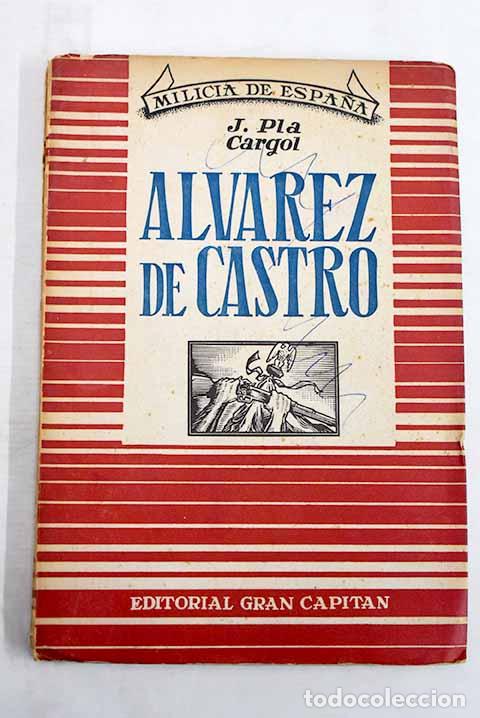 MILICIA DE ESPAÑA
J. Pla
Cargol
ALVAREZ
DE CASTRO
EDITORIAL GRAN CAPITAN
todocoleccion